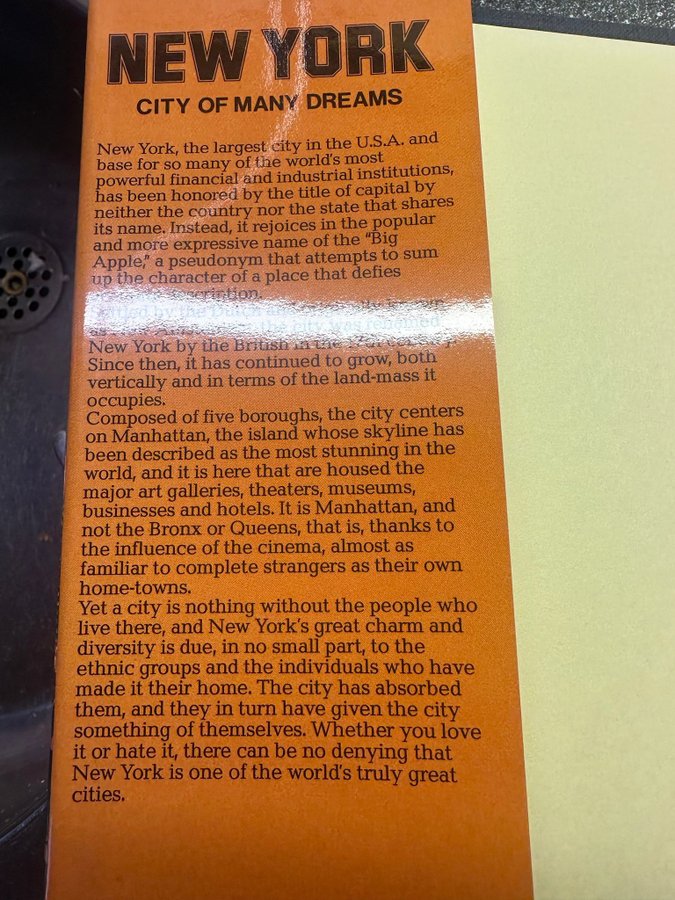 NEW YORK
CITY OF MANY DREAMS
New York, the largest city in the U.S.A. and
base for so many of the world's most
powerful financial and industrial institutions,
has been honored by the title of capital by
neither the country nor the state that shares
its name. Instead, it rejoices in the popular
and more expressive name of the "Big
Apple," a pseudonym that attempts to sum
up the character of a place that defies
description.
by the Dutch
the city was renamed
New York by the British in the
Since then, it has continued to grow, both
vertically and in terms of the land-mass it
occupies.
Composed of five boroughs, the city centers
on Manhattan, the island whose skyline has
been described as the most stunning in the
world, and it is here that are housed the
major art galleries, theaters, museums,
businesses and hotels. It is Manhattan, and
not the Bronx or Queens, that is, thanks to
the influence of the cinema, almost as
familiar to complete strangers as their own
home-towns.
Yet a city is nothing without the people who
live there, and New York's great charm and
diversity is due, in no small part, to the
ethnic groups and the individuals who have
made it their home. The city has absorbed
them, and they in turn have given the city
something of themselves. Whether you love
it or hate it, there can be no denying that
New York is one of the world's truly great
cities.